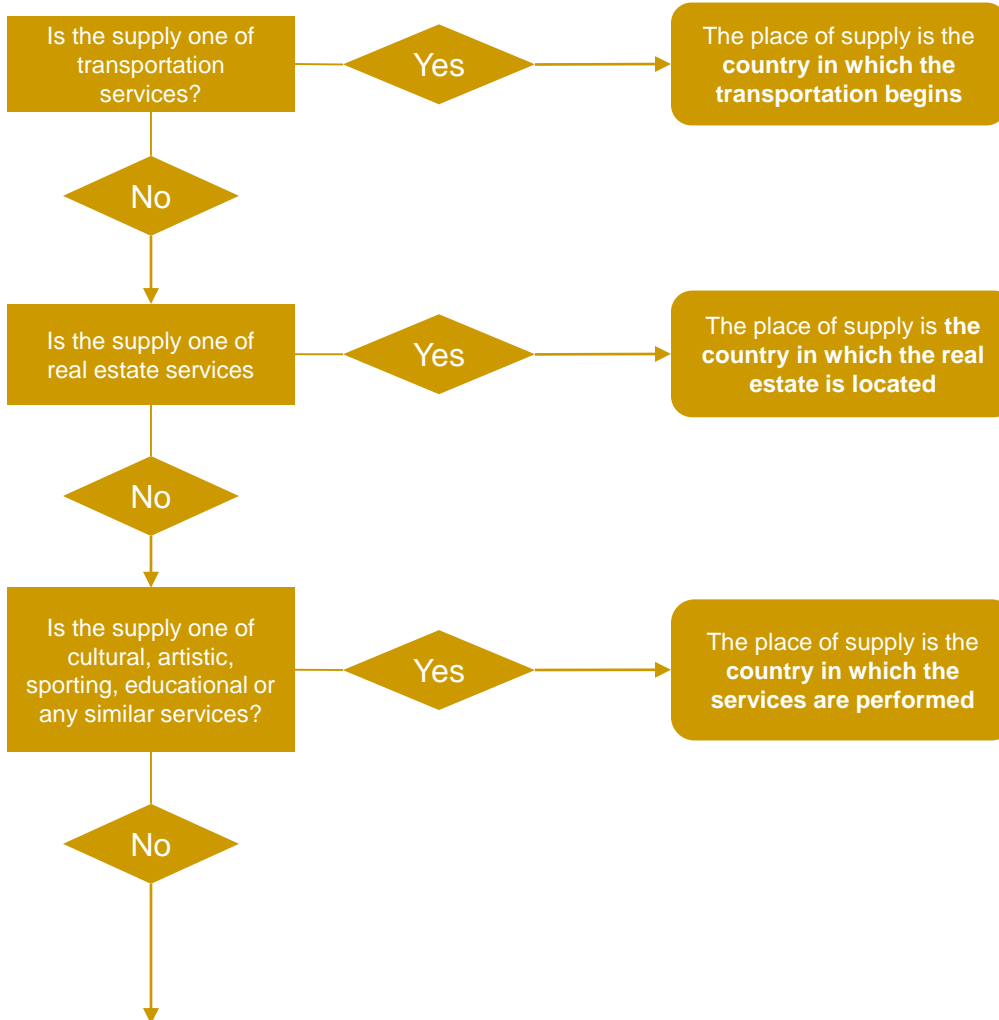 Is the supply one of
transportation
services?
Yes
The place of supply is the
country in which the
transportation begins
No
Is the supply one of
real estate services
Yes
The place of supply is the
country in which the real
estate is located
No
Is the supply one of
cultural, artistic,
sporting, educational or
any similar services?
Yes
The place of supply is the
country in which the
services are performed
No